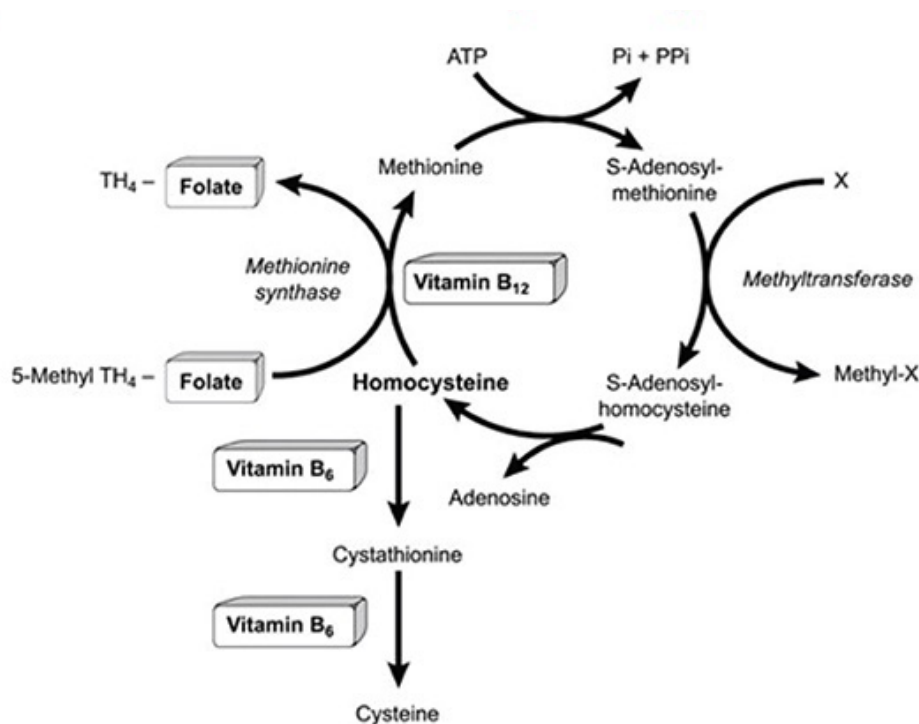 ATP
Pi + PPi
Methionine
S-Adenosyl-
methionine
X
TH₄ –
Folate
Methionine
synthase
Vitamin B₁₂
Methyltransferase
5-Methyl TH₄ –
Folate
Homocysteine
S-Adenosyl-
homocysteine
Methyl-X
Vitamin B₆
Adenosine
Cystathionine
Vitamin B₆
Cysteine